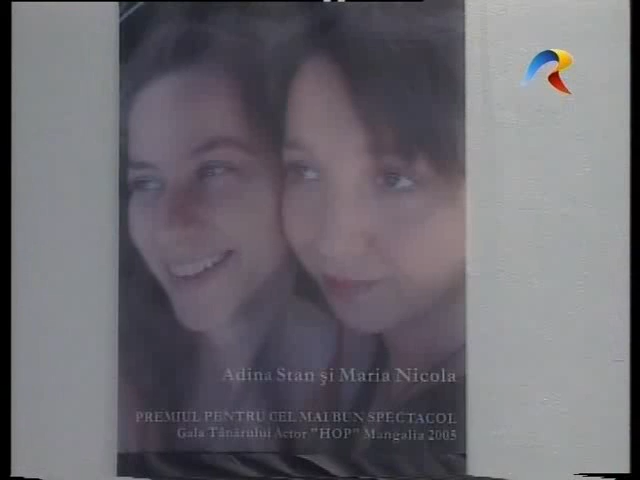 Adina Stan şi Maria Nicola
PREMIUL PENTRU CEL MAI BUN SPECTACOL
Gala Tânărului Actor "HOP" Mangalia 2005